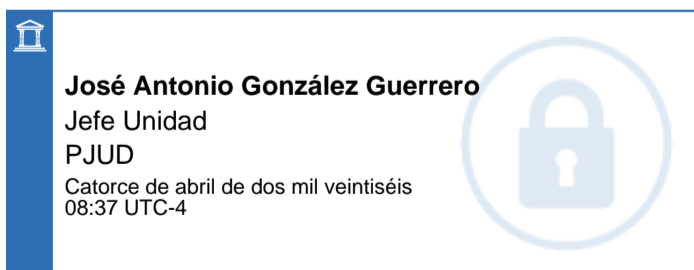 José Antonio González Guerrero
Jefe Unidad
PJUD
Catorce de abril de dos mil veintiséis
08:37 UTC-4